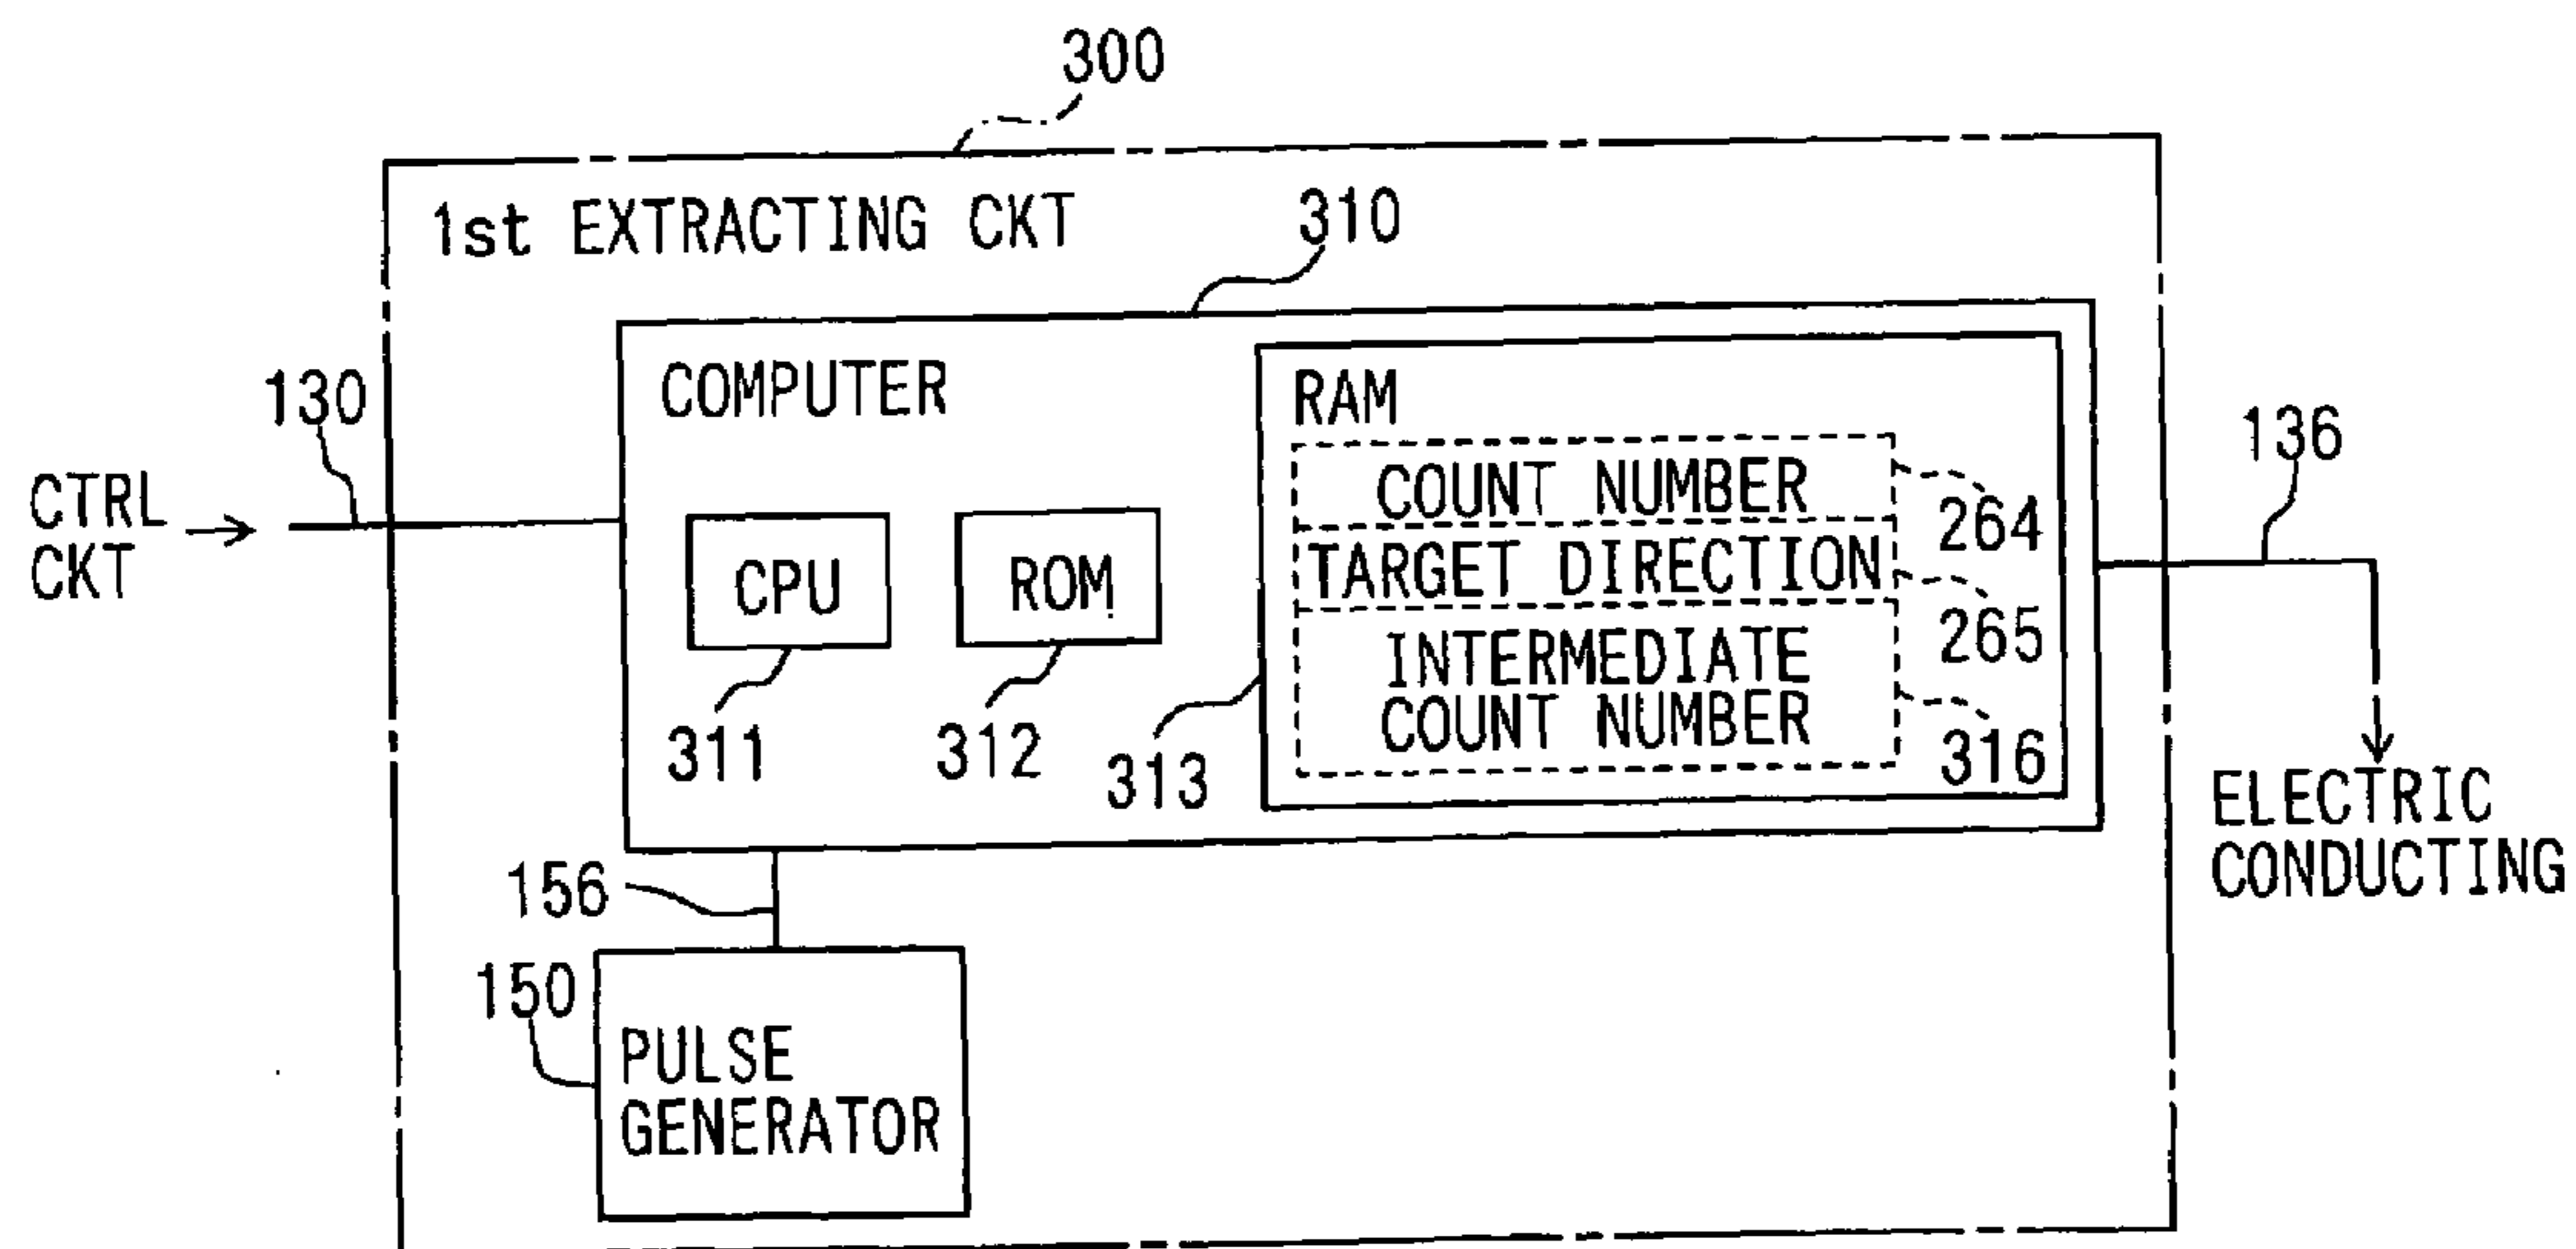 300
1st EXTRACTING CKT
310
130
COMPUTER
RAM
136
CTRL
CKT
COUNT NUMBER
264
TARGET DIRECTION
265
CPU
ROM
INTERMEDIATE
COUNT NUMBER
316
311
312
313
ELECTRIC
CONDUCTING
156
150
PULSE
GENERATOR